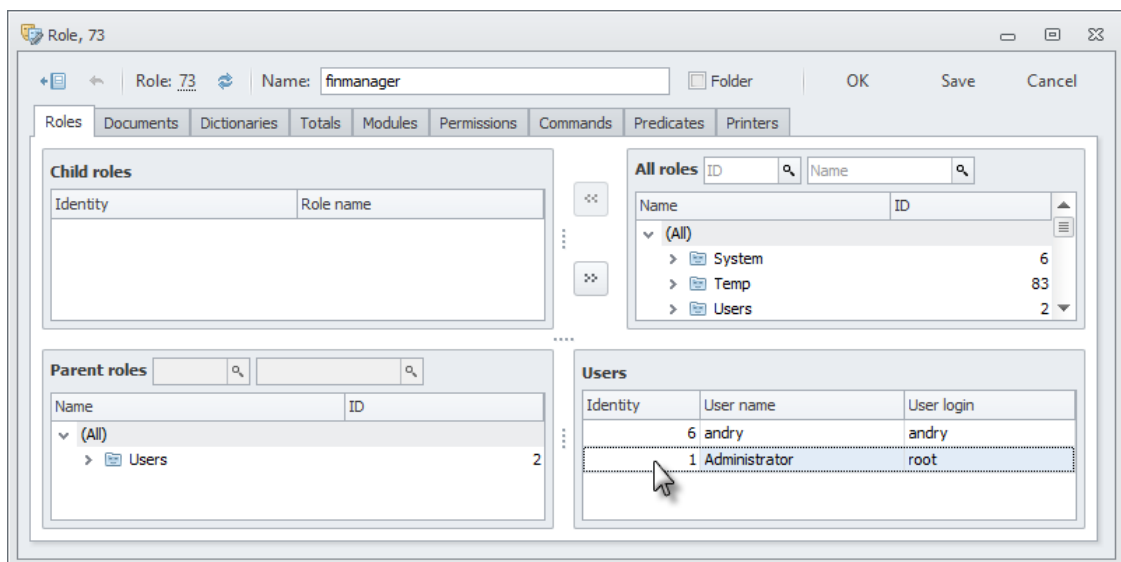 Role, 73
Role: 73 Name: finmanager Folder OK Save Cancel
Roles Documents Dictionaries Totals Modules Permissions Commands Predicates Printers
Child roles
Identity Role name
<<
>>
All roles ID Name
Name ID
(All)
System 6
Temp 83
Users 2
Parent roles
Name ID
(All)
Users 2
Users
Identity User name User login
6 andry andry
1 Administrator root